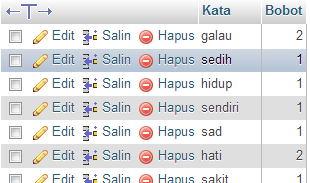 Kata Bobot
Edit Salin Hapus galau 2
Edit Salin Hapus sedih 1
Edit Salin Hapus hidup 1
Edit Salin Hapus sendiri 1
Edit Salin Hapus sad 1
Edit Salin Hapus hati 2
Edit Salin Hapus sakit 1